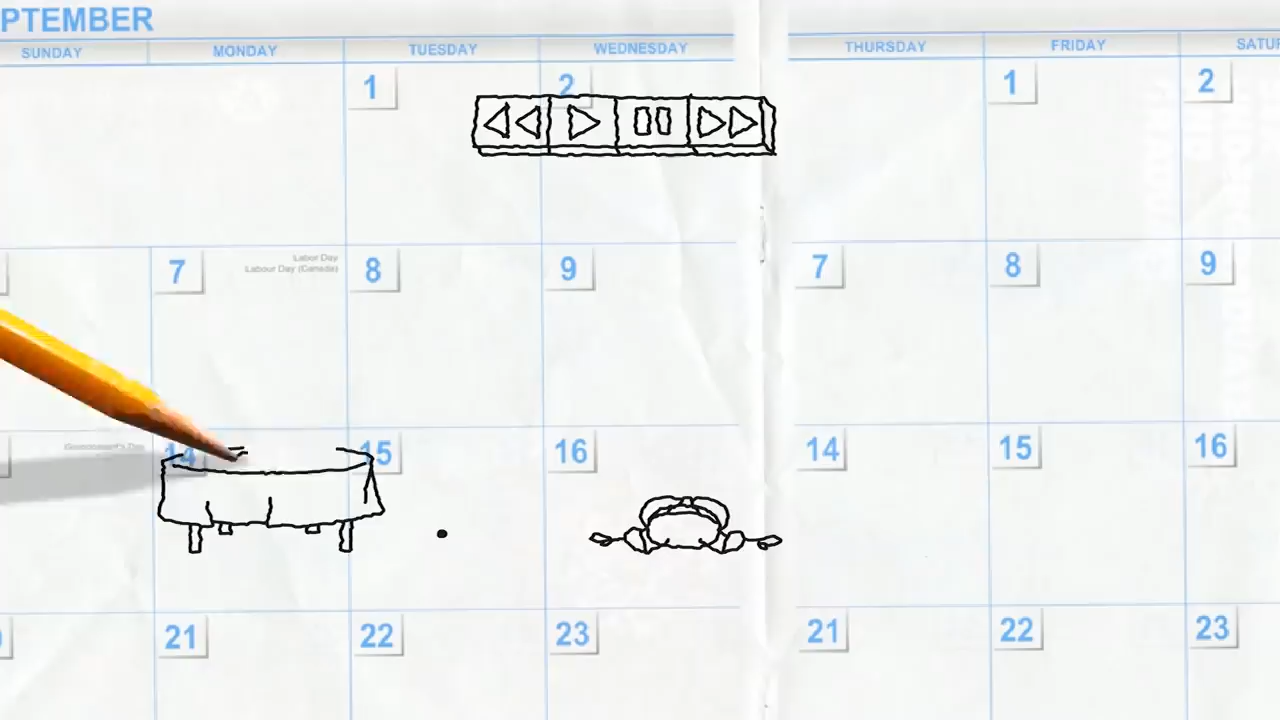 PTEMBER
SUNDAY MONDAY TUESDAY WEDNESDAY THURSDAY FRIDAY SATUR
1 2 1 2
7 Labor Day 8 9 7 8 9
Labour Day (Canada)
14 15 16 14 15 16
21 22 23 21 22 23